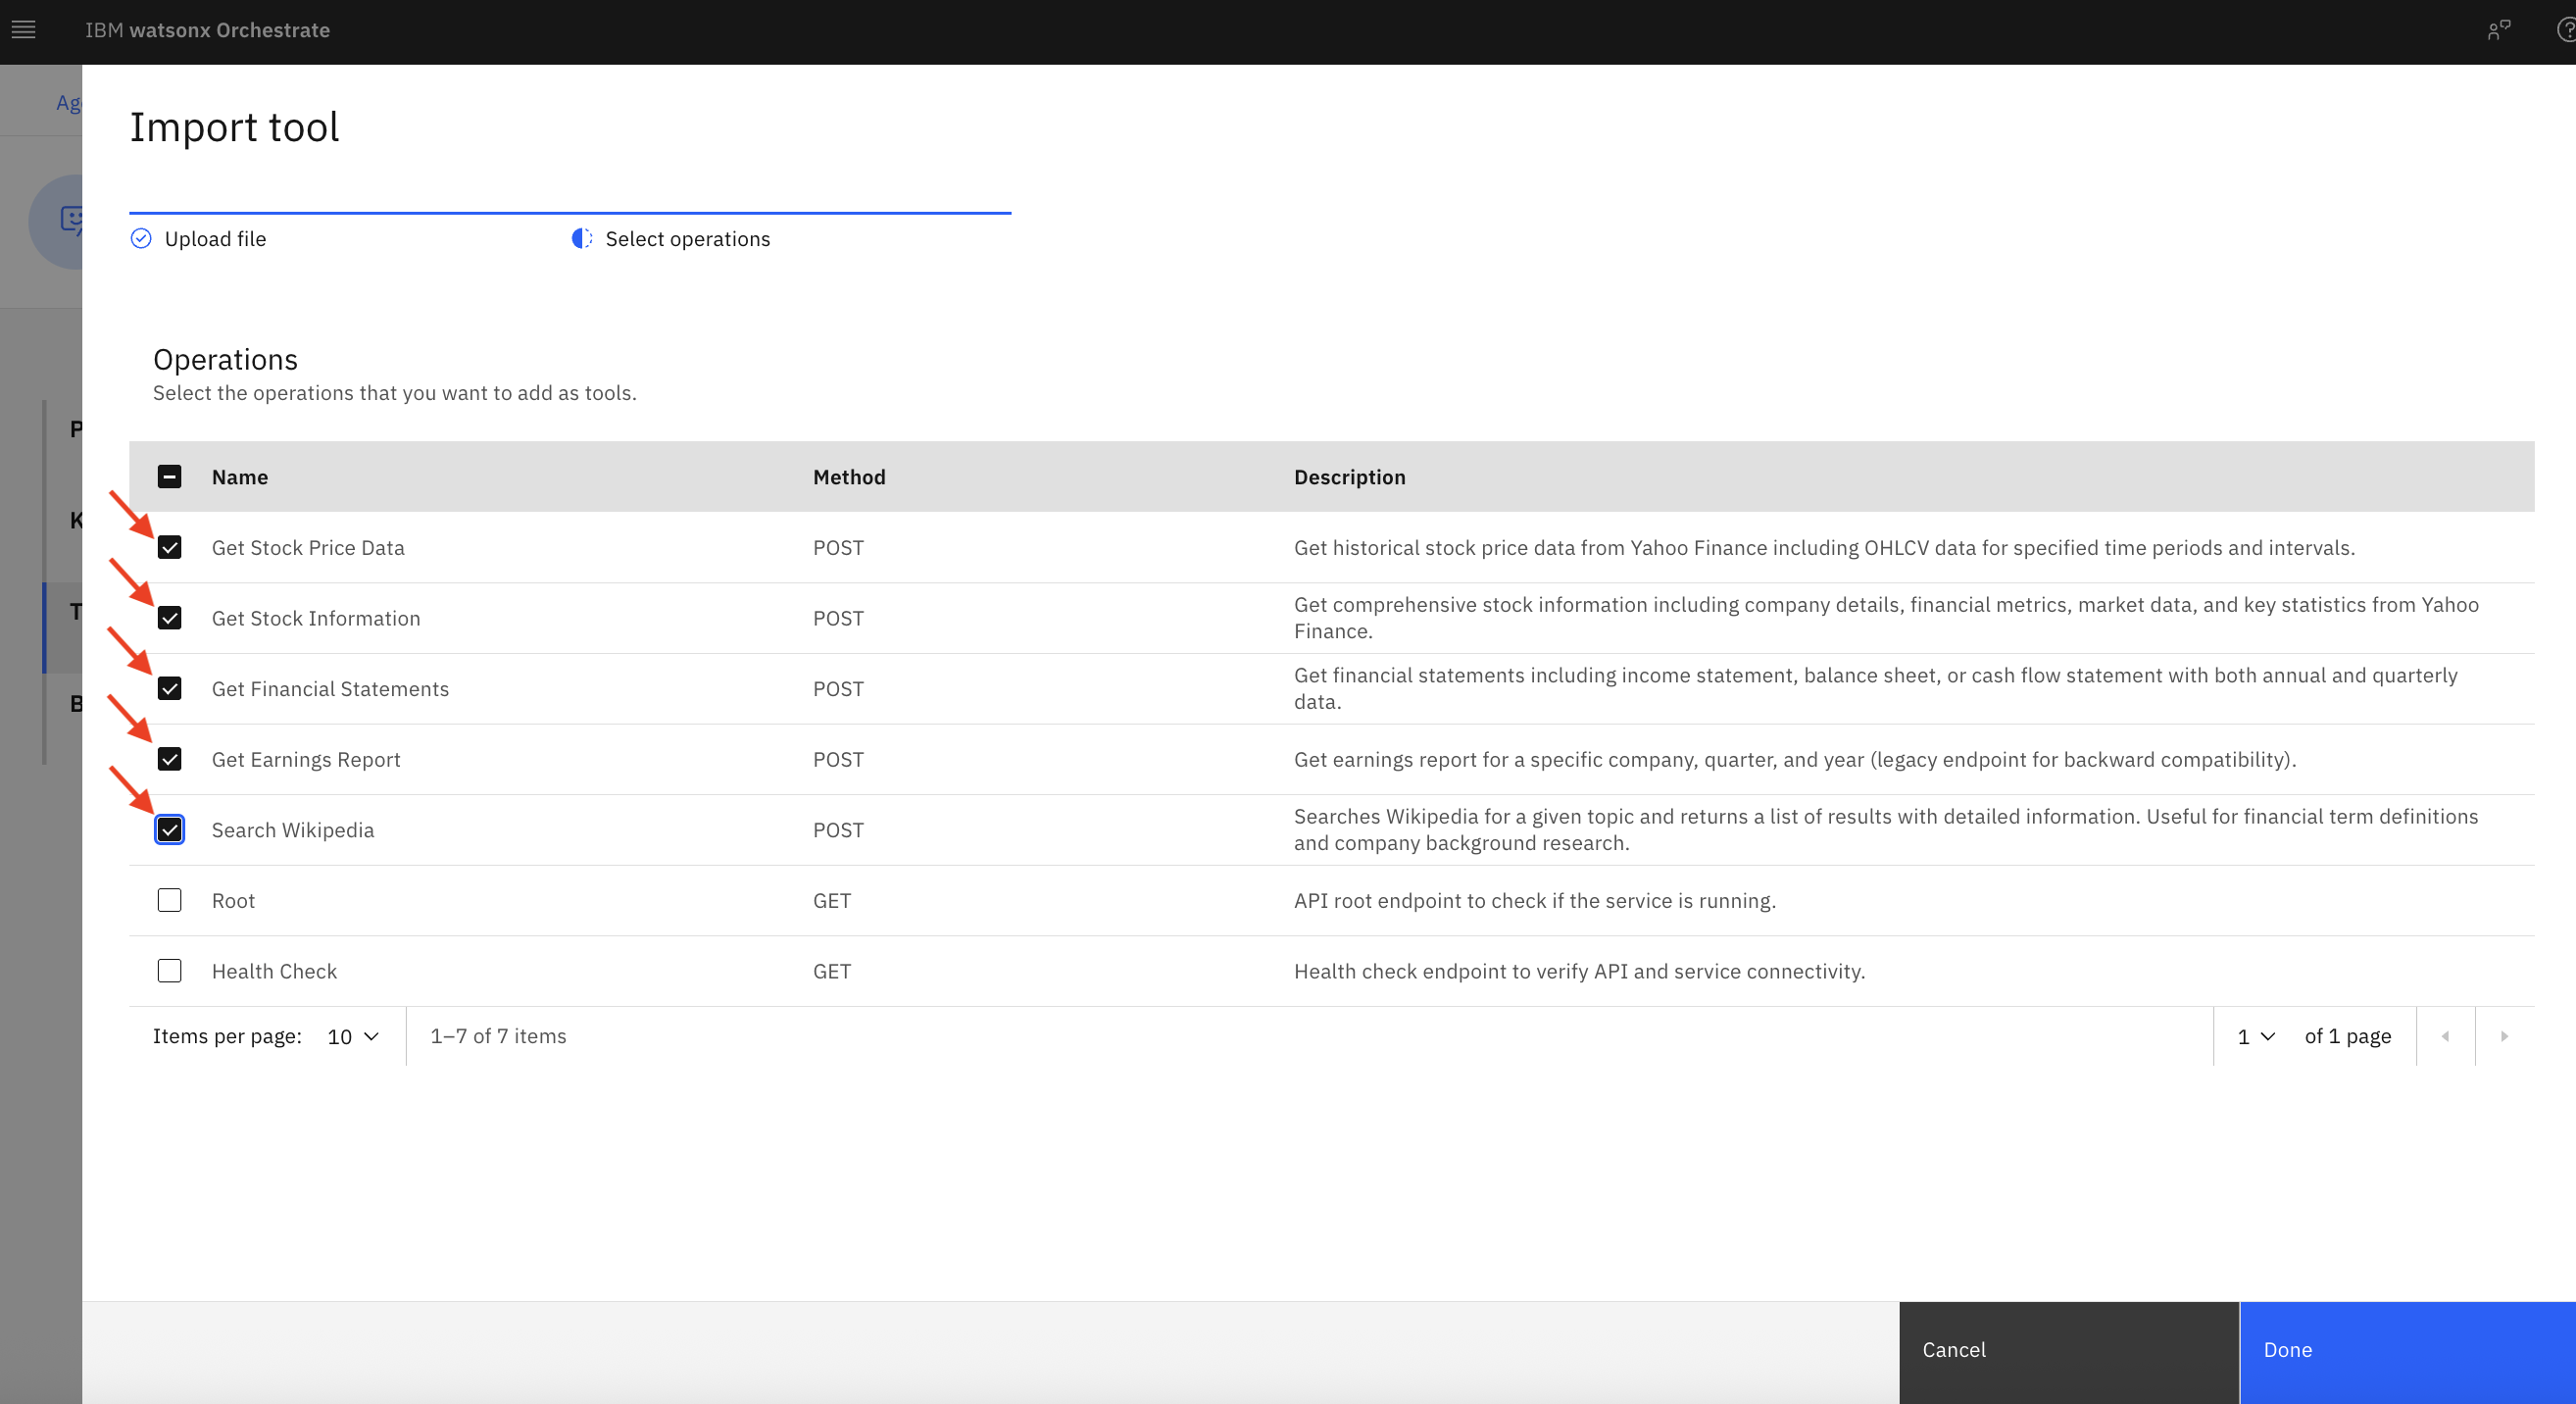 IBM watsonx Orchestrate
Ag
Import tool
Upload file
Select operations
Operations
Select the operations that you want to add as tools.
P
K
T
B
Name Method Description
Get Stock Price Data POST Get historical stock price data from Yahoo Finance including OHLCV data for specified time periods and intervals.
Get Stock Information POST Get comprehensive stock information including company details, financial metrics, market data, and key statistics from Yahoo
Finance.
Get Financial Statements POST Get financial statements including income statement, balance sheet, or cash flow statement with both annual and quarterly
data.
Get Earnings Report POST Get earnings report for a specific company, quarter, and year (legacy endpoint for backward compatibility).
Search Wikipedia POST Searches Wikipedia for a given topic and returns a list of results with detailed information. Useful for financial term definitions
and company background research.
Root GET API root endpoint to check if the service is running.
Health Check GET Health check endpoint to verify API and service connectivity.
Items per page: 10 1–7 of 7 items 1 of 1 page
Cancel Done